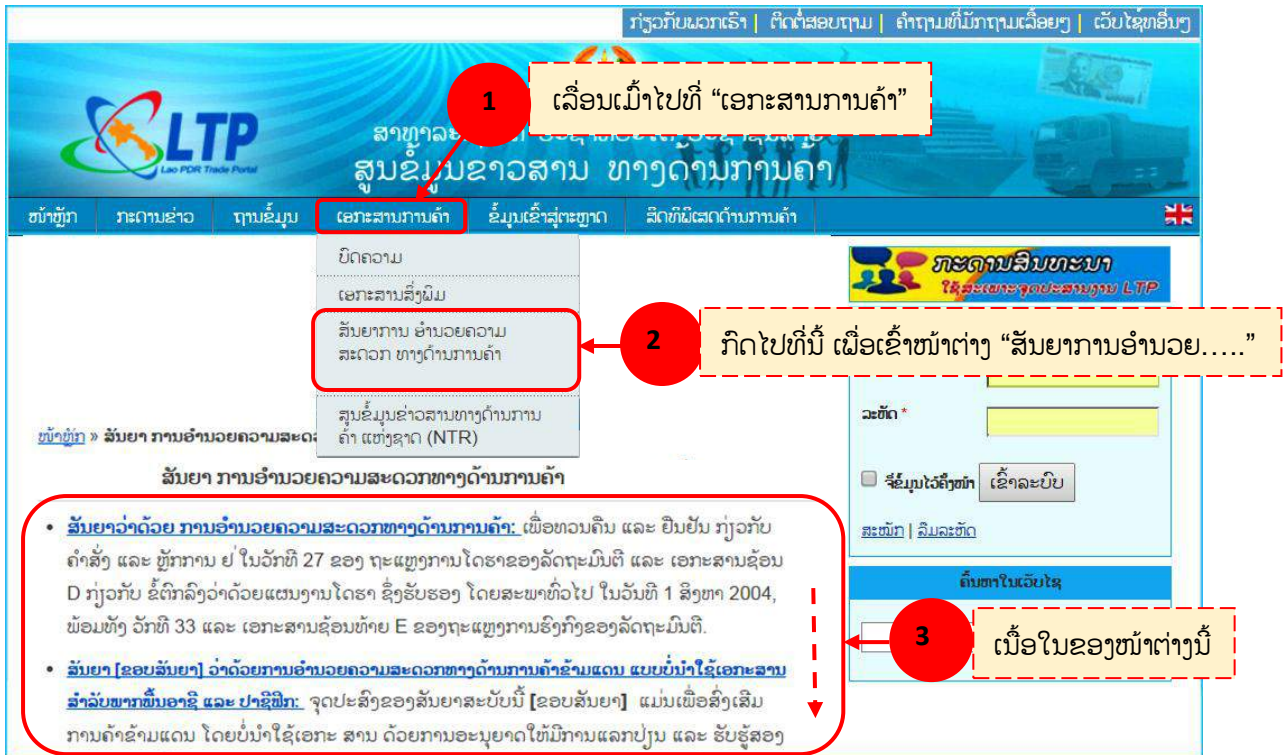 ກ່ຽວກັບພວກເຮົາ | ຕິດຕໍ່ສອບຖາມ | ຄຳຖາມທີ່ມັກຖາມເລື້ອຍໆ | ເວັບໄຊ໌ທອື່ນໆ
1
ເລື່ອນເມົ້າໄປທີ່ “ເອກະສານການຄ້າ”
LTP
Lao PDR Trade Portal
ສູນຂໍ້ມູນຂາວສານ ທາງດ້ານການຄ້າ
ໜ້າຫຼັກ ກະດານຂ່າວ ຖານຂໍ້ມູນ ເອກະສານການຄ້າ ຂໍ້ມູນເຂົ້າສູ່ຕະຫຼາດ ສິດທິພິເສດດ້ານການຄ້າ
ບົດຄວາມ
ເອກະສານສິ່ງພິມ
ສັນຍາການ ອຳນວຍຄວາມ
ສະດວກ ທາງດ້ານການຄ້າ
ສູນຂໍ້ມູນຂ່າວສານທາງດ້ານການ
ຄ້າ ແຫ່ງຊາດ (NTR)
ກະດານສົນທະນາ
ໃຊ້ສະເພາະຈຸດປະສານງານ LTP
2
ກົດໄປທີ່ນີ້ ເພື່ອເຂົ້າໜ້າຕ່າງ “ສັນຍາການອຳນວຍ.....”
ລະຫັດ *
ຈື່ຂໍ້ມູນໄວ້ຄັ້ງໜ້າ ເຂົ້າລະບົບ
ສະໝັກ | ລືມລະຫັດ
ຄົ້ນຫາໃນເວັບໄຊ
3
ເນື້ອໃນຂອງໜ້າຕ່າງນີ້
ໜ້າຫຼັກ » ສັນຍາ ການອຳນວຍຄວາມສະດວ
ສັນຍາ ການອຳນວຍຄວາມສະດວກທາງດ້ານການຄ້າ
• ສັນຍາວ່າດ້ວຍ ການອຳນວຍຄວາມສະດວກທາງດ້ານການຄ້າ: ເພື່ອທວນຄືນ ແລະ ຢືນຢັນ ກ່ຽວກັບ
ຄຳສັ່ງ ແລະ ຫຼັກການ ຢ່ ໃນວັກທີ 27 ຂອງ ຖະແຫຼງການໂດຮາຂອງລັດຖະມົນຕີ ແລະ ເອກະສານຊ້ອນ
D ກ່ຽວກັບ ຂໍ້ຕົກລົງວ່າດ້ວຍແຜນງານໂດຮາ ຊຶ່ງຮັບຮອງ ໂດຍສະພາທົ່ວໄປ ໃນວັນທີ 1 ສິງຫາ 2004,
ພ້ອມທັງ ວັກທີ 33 ແລະ ເອກະສານຊ້ອນທ້າຍ E ຂອງຖະແຫຼງການຮົງກົງຂອງລັດຖະມົນຕີ.
• ສັນຍາ [ຂອບສັນຍາ] ວ່າດ້ວຍການອຳນວຍຄວາມສະດວກທາງດ້ານການຄ້າຂ້າມແດນ ແບບບໍ່ນຳໃຊ້ເອກະສານ
ສຳລັບພາກພື້ນອາຊີ ແລະ ປາຊີຟິກ: ຈຸດປະສົງຂອງສັນຍາສະບັບນີ້ [ຂອບສັນຍາ] ແມ່ນເພື່ອສົ່ງເສີມ
ການຄ້າຂ້າມແດນ ໂດຍບໍ່ນຳໃຊ້ເອກະ ສານ ດ້ວຍການອະນຸຍາດໃຫ້ມີການແລກປ່ຽນ ແລະ ຮັບຮູ້ສອງ